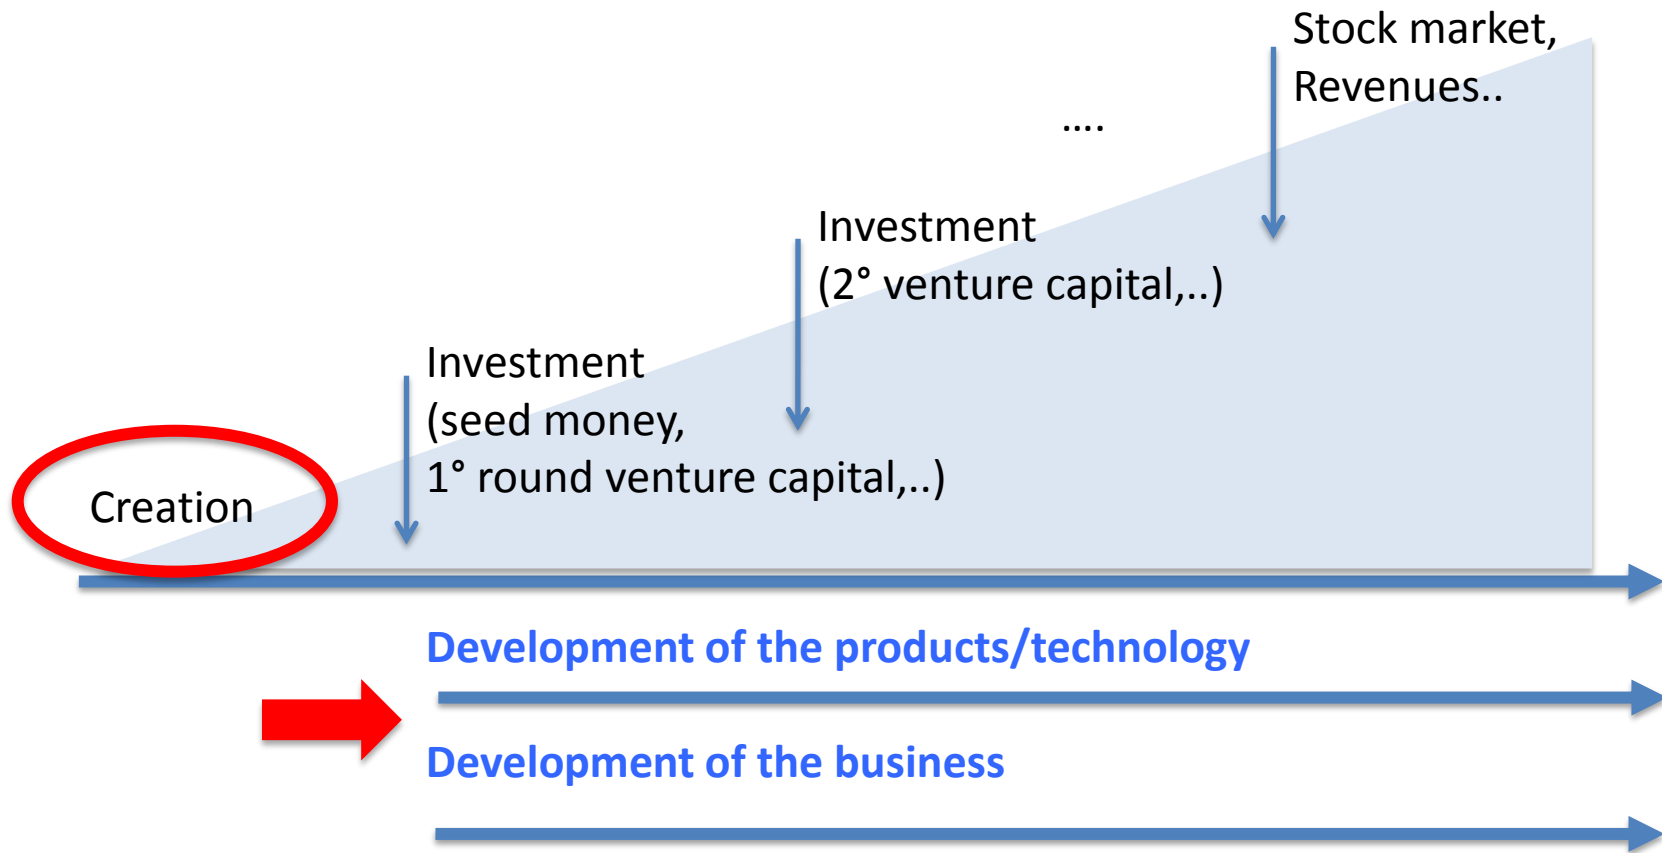 Stock market,
Revenues..
....
Investment
(2° venture capital,..)
Investment
(seed money,
1° round venture capital,..)
Creation
Development of the products/technology
Development of the business